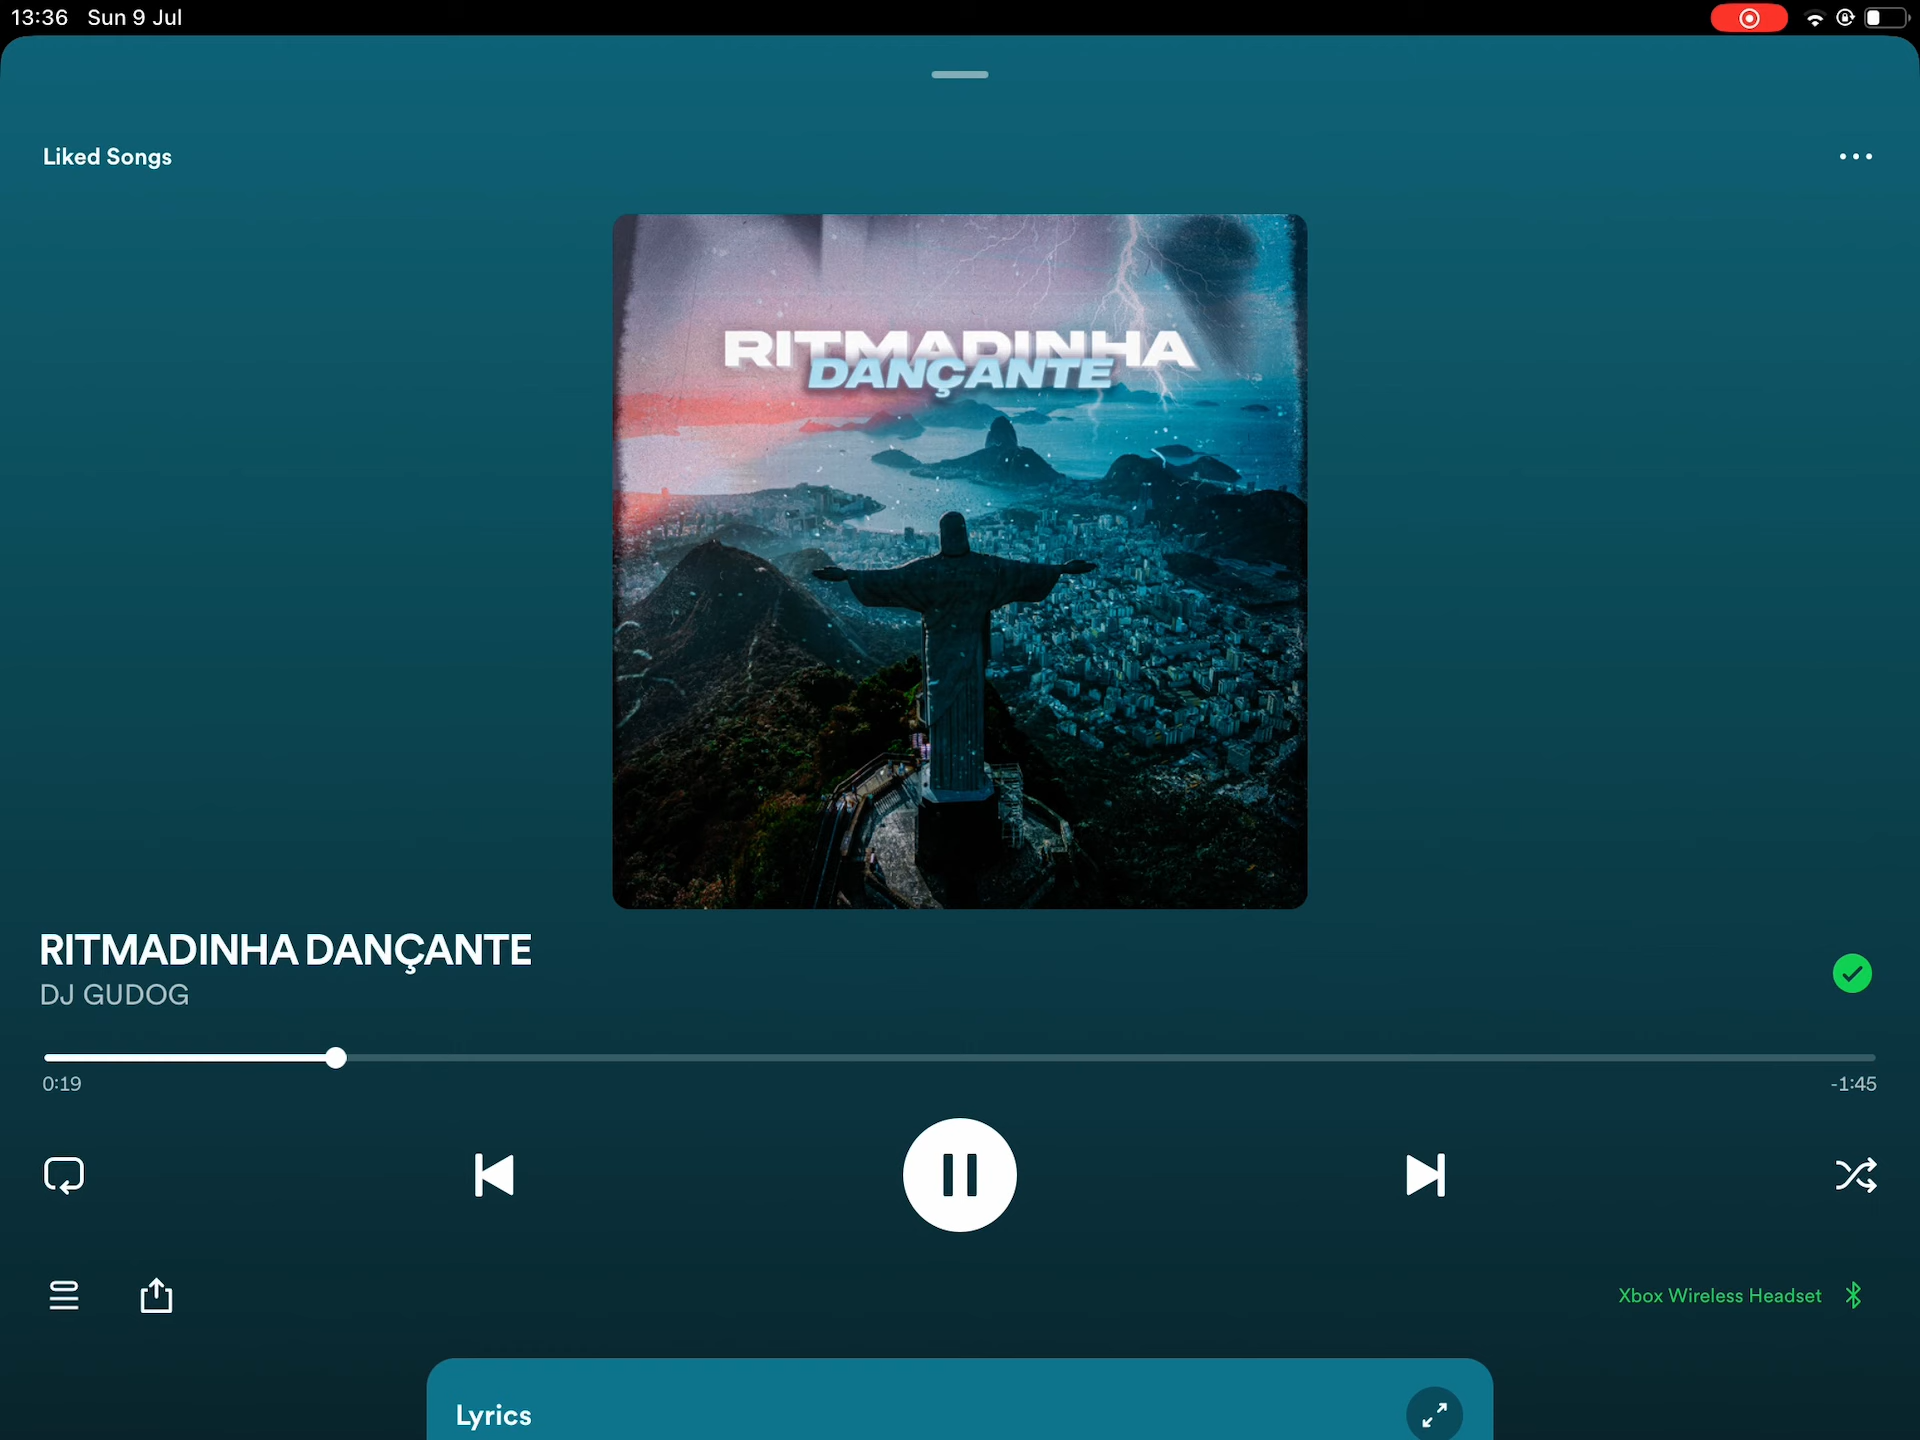 13:36 Sun 9 Jul
Liked Songs
RITMADINHA
DANÇANTE
RITMADINHA DANÇANTE
DJ GUDOG
0:19 -1:45
Xbox Wireless Headset
Lyrics